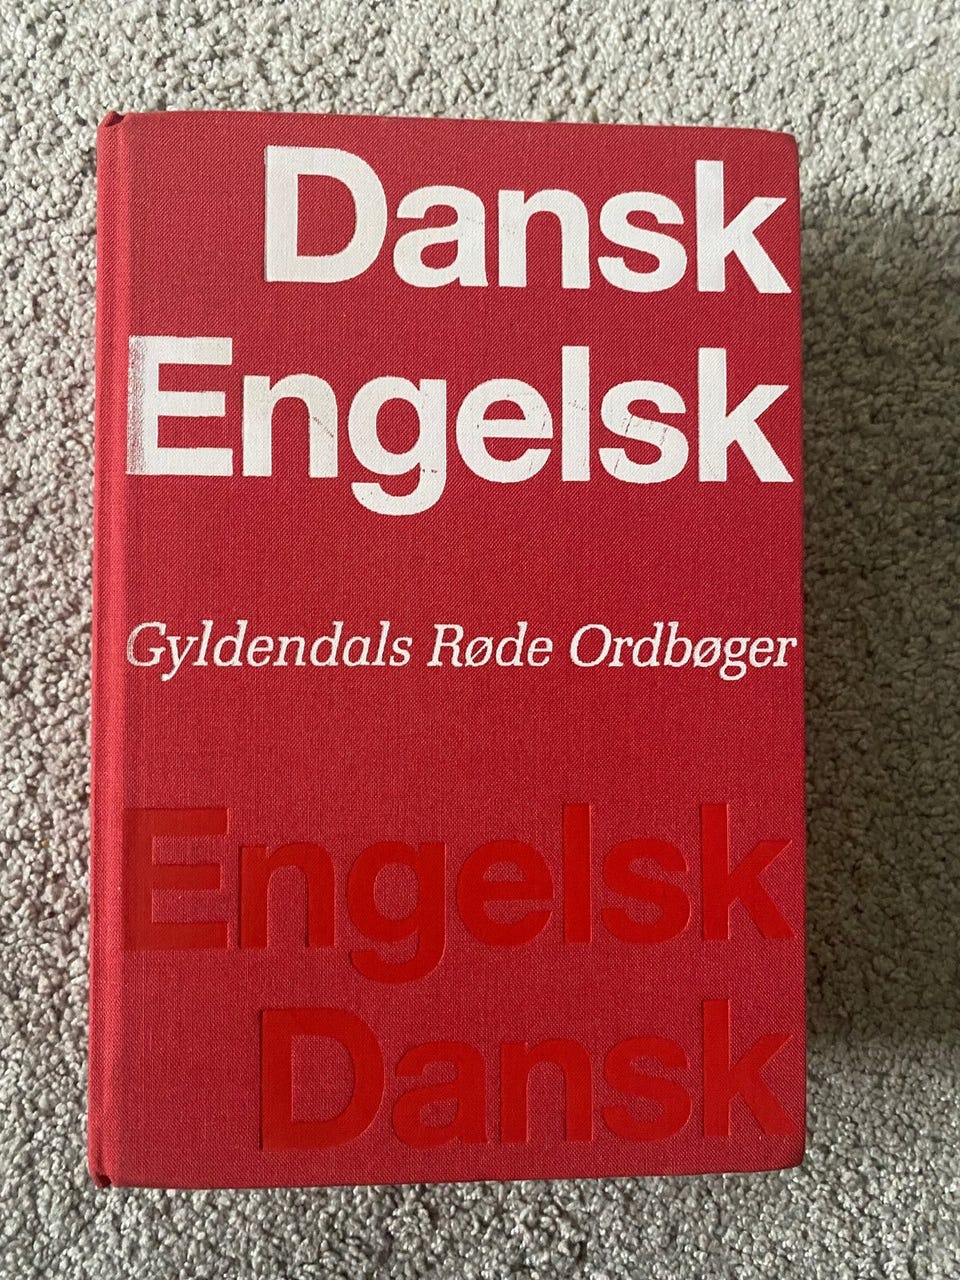 Dansk
Engelsk
Gyldendals Røde Ordbøger
Engelsk
Dansk